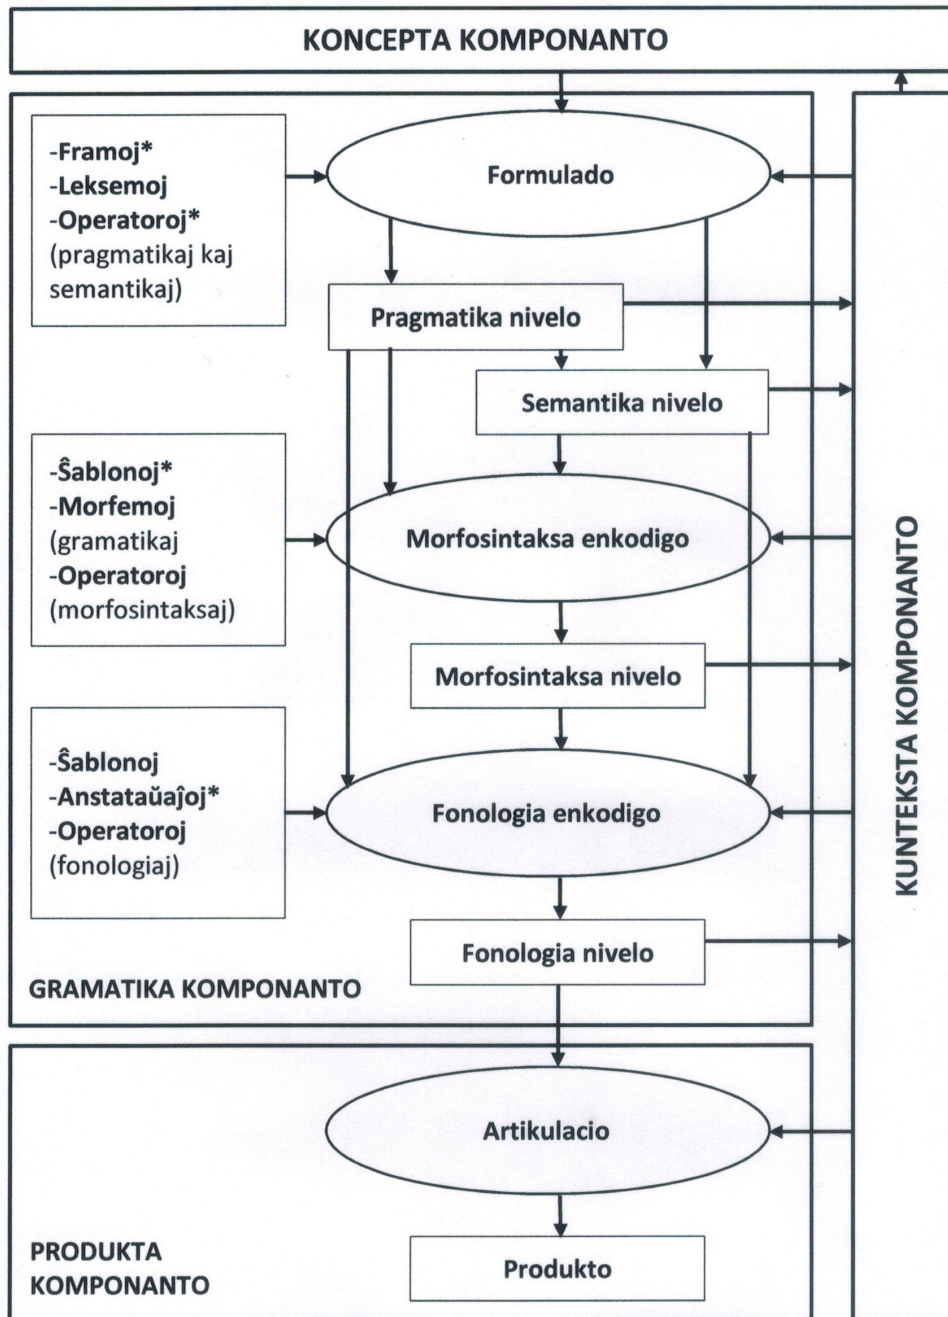 KONCEPTA KOMPONANTO
-Framoj*
-Leksemoj
-Operatoroj*
(pragmatikaj kaj
semantikaj)
Formulado
Pragmatika nivelo
Semantika nivelo
-Ŝablonoj*
-Morfemoj
(gramatikaj
-Operatoroj
(morfosintaksaj)
Morfosintaksa enkodigo
Morfosintaksa nivelo
-Ŝablonoj
-Anstataŭaĵoj*
-Operatoroj
(fonologiaj)
Fonologia enkodigo
Fonologia nivelo
GRAMATIKA KOMPONANTO
KUNTEKSTA KOMPONANTO
Artikulacio
PRODUKTA
KOMPONANTO
Produkto